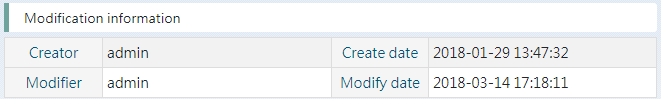 Modification information
Creator admin Create date 2018-01-29 13:47:32
Modifier admin Modify date 2018-03-14 17:18:11